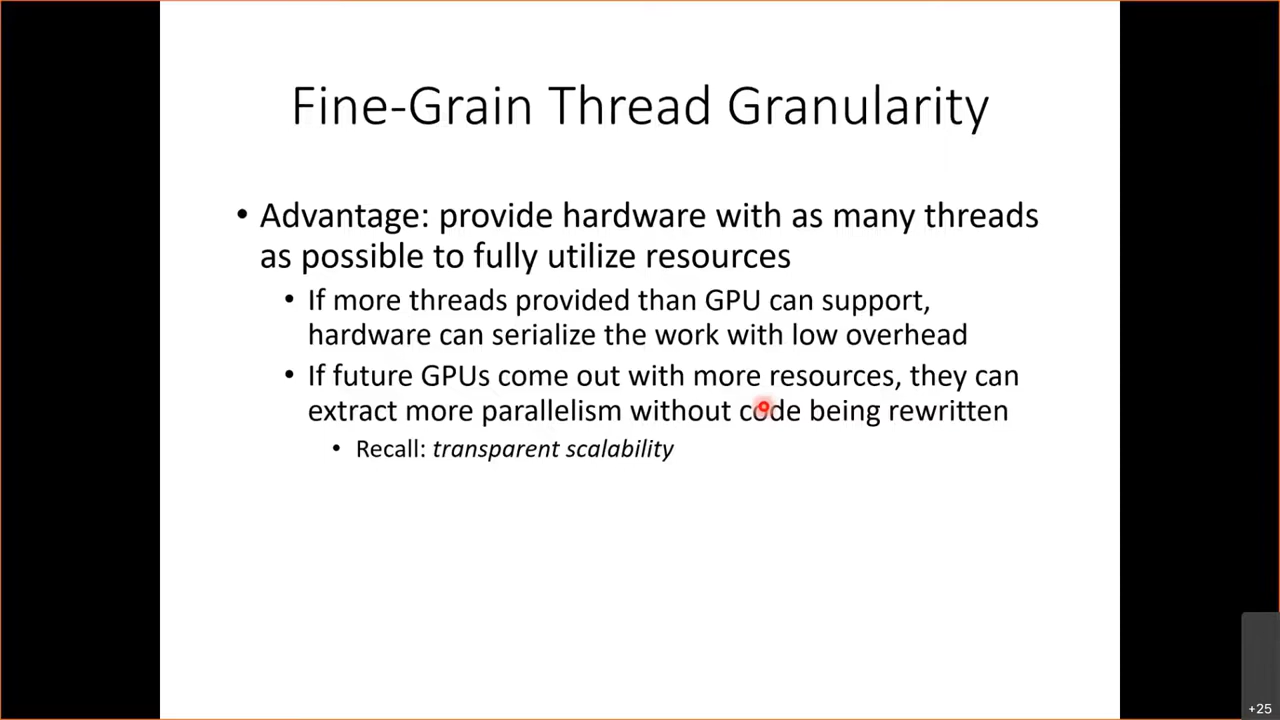 Fine-Grain Thread Granularity
• Advantage: provide hardware with as many threads
as possible to fully utilize resources
• If more threads provided than GPU can support,
hardware can serialize the work with low overhead
• If future GPUs come out with more resources, they can
extract more parallelism without code being rewritten
• Recall: transparent scalability
+25